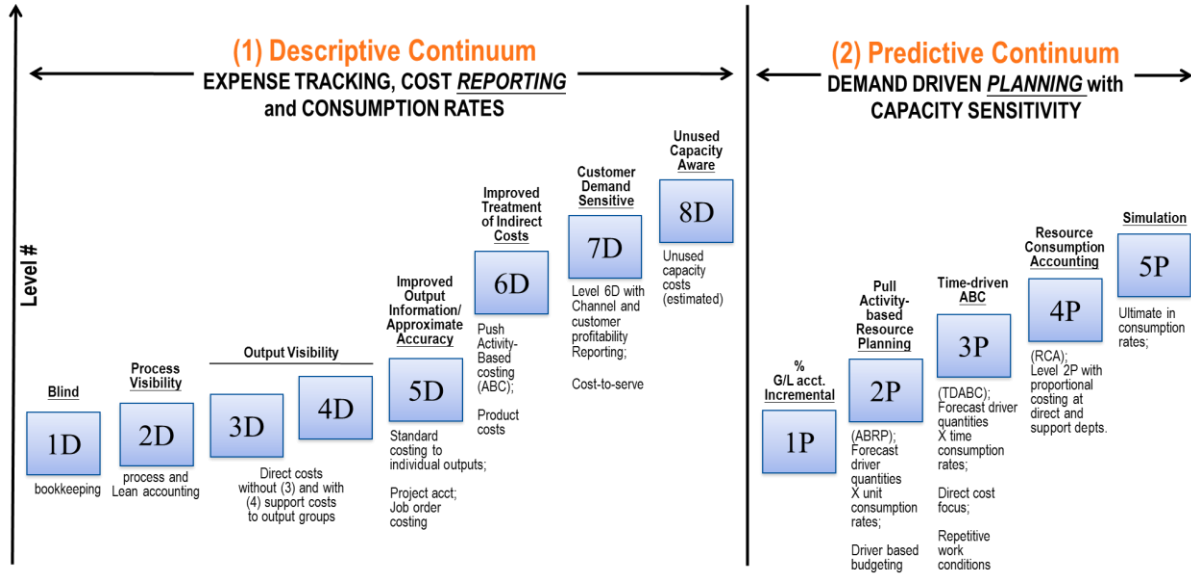 (1) Descriptive Continuum
EXPENSE TRACKING, COST REPORTING
and CONSUMPTION RATES
Level #
Blind
1D
bookkeeping
Process
Visibility
2D
process and
Lean accounting
Output Visibility
3D
4D
Direct costs
without (3) and with
(4) support costs
to output groups
Improved
Output
Information/
Approximate
Accuracy
5D
Standard
costing to
individual outputs;
Project acct;
Job order
costing
Improved
Treatment
of Indirect
Costs
6D
Push
Activity-
Based
costing
(ABC);
Product
costs
Customer
Demand
Sensitive
7D
Level 6D with
Channel and
customer
profitability
Reporting;
Cost-to-serve
Unused
Capacity
Aware
8D
Unused
capacity
costs
(estimated)
(2) Predictive Continuum
DEMAND DRIVEN PLANNING with
CAPACITY SENSITIVITY
%
G/L acct.
Incremental
1P
Pull
Activity-
based
Resource
Planning
2P
(ABRP);
Forecast
driver
quantities
X unit
consumption
rates;
Driver based
budgeting
Time-driven
ABC
3P
(TDABC);
Forecast driver
quantities
X time
consumption
rates;
Direct cost
focus;
Repetitive
work
conditions
Resource
Consumption
Accounting
4P
(RCA);
Level 2P with
proportional
costing at
direct and
support depts.
Simulation
5P
Ultimate in
consumption
rates;